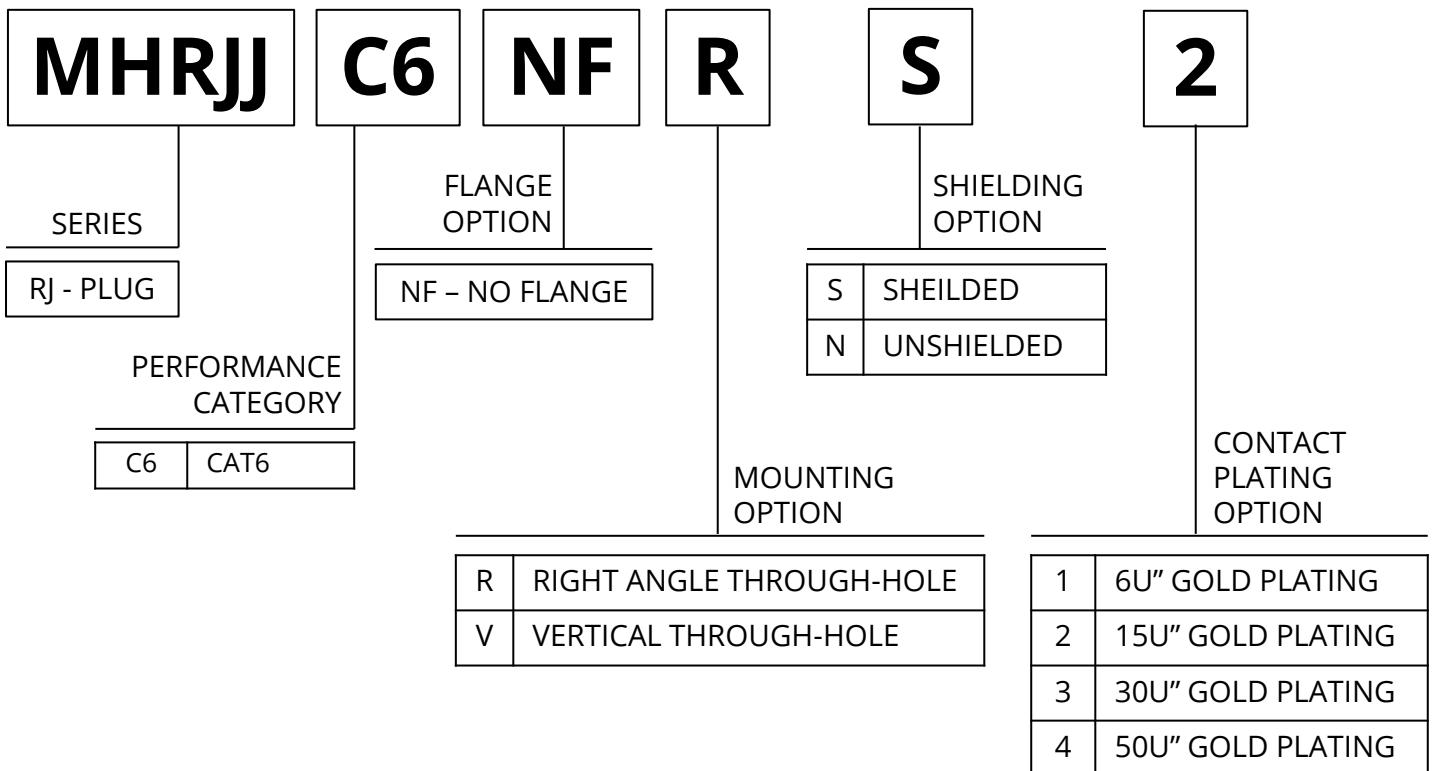 MHRJJ C6 NF R S 2
SERIES
RJ - PLUG
PERFORMANCE
CATEGORY
C6 CAT6
FLANGE
OPTION
NF – NO FLANGE
MOUNTING
OPTION
R RIGHT ANGLE THROUGH-HOLE
V VERTICAL THROUGH-HOLE
SHIELDING
OPTION
S SHEILDED
N UNSHIELDED
CONTACT
PLATING
OPTION
1 6U” GOLD PLATING
2 15U” GOLD PLATING
3 30U” GOLD PLATING
4 50U” GOLD PLATING